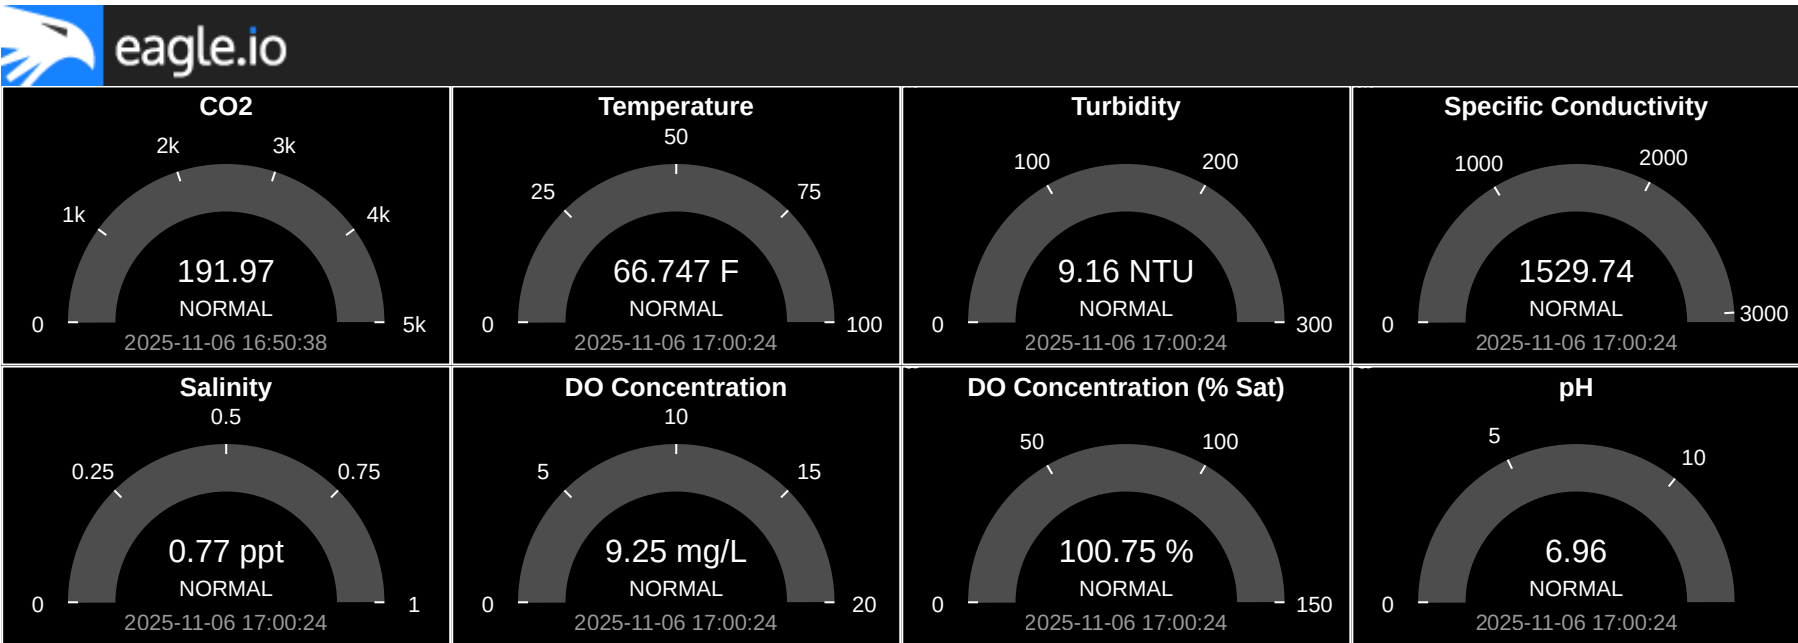 eagle.io
CO2
2k 3k
1k 4k
191.97
NORMAL
0 5k
2025-11-06 16:50:38
Temperature
50
25 75
66.747 F
NORMAL
0 100
2025-11-06 17:00:24
Turbidity
100 200
9.16 NTU
NORMAL
0 300
2025-11-06 17:00:24
Specific Conductivity
1000 2000
1529.74
NORMAL
0 3000
2025-11-06 17:00:24
Salinity
0.5
0.25 0.75
0.77 ppt
NORMAL
0 1
2025-11-06 17:00:24
DO Concentration
10
5 15
9.25 mg/L
NORMAL
0 20
2025-11-06 17:00:24
DO Concentration (% Sat)
50 100
100.75 %
NORMAL
0 150
2025-11-06 17:00:24
pH
5 10
6.96
NORMAL
0
2025-11-06 17:00:24